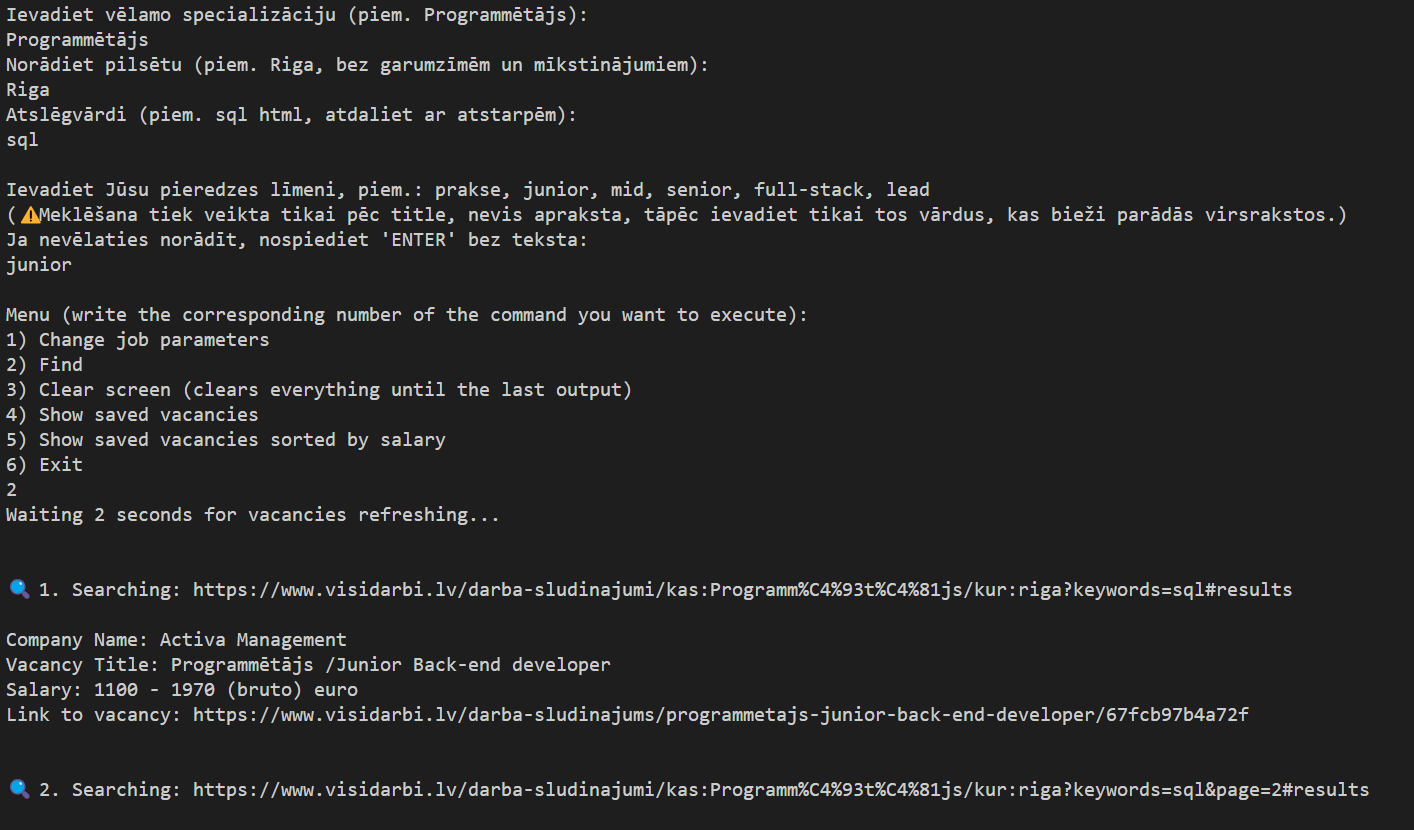 Ievadiet vēlamo specializāciju (piem. Programmētājs):
Programmētājs
Norādiet pilsētu (piem. Riga, bez garumzīmēm un mīkstinājumiem):
Riga
Atslēgvārdi (piem. sql html, atdaliet ar atstarpēm):
sql
Ievadiet Jūsu pieredzes līmeni, piem.: prakse, junior, mid, senior, full-stack, lead
(⚠️Meklēšana tiek veikta tikai pēc title, nevis apraksta, tāpēc ievadiet tikai tos vārdus, kas bieži parādās virsrakstos.)
Ja nevēlaties norādīt, nospiediet 'ENTER' bez teksta:
junior
Menu (write the corresponding number of the command you want to execute):
1) Change job parameters
2) Find
3) Clear screen (clears everything until the last output)
4) Show saved vacancies
5) Show saved vacancies sorted by salary
6) Exit
2
Waiting 2 seconds for vacancies refreshing...
🔍 1. Searching: https://www.visidarbi.lv/darba-sludinajumi/kas:Programm%C4%93t%C4%81js/kur:riga?keywords=sql#results
Company Name: Activa Management
Vacancy Title: Programmētājs /Junior Back-end developer
Salary: 1100 - 1970 (bruto) euro
Link to vacancy: https://www.visidarbi.lv/darba-sludinajums/programmetajs-junior-back-end-developer/67fcb97b4a72f
🔍 2. Searching: https://www.visidarbi.lv/darba-sludinajumi/kas:Programm%C4%93t%C4%81js/kur:riga?keywords=sql&page=2#results